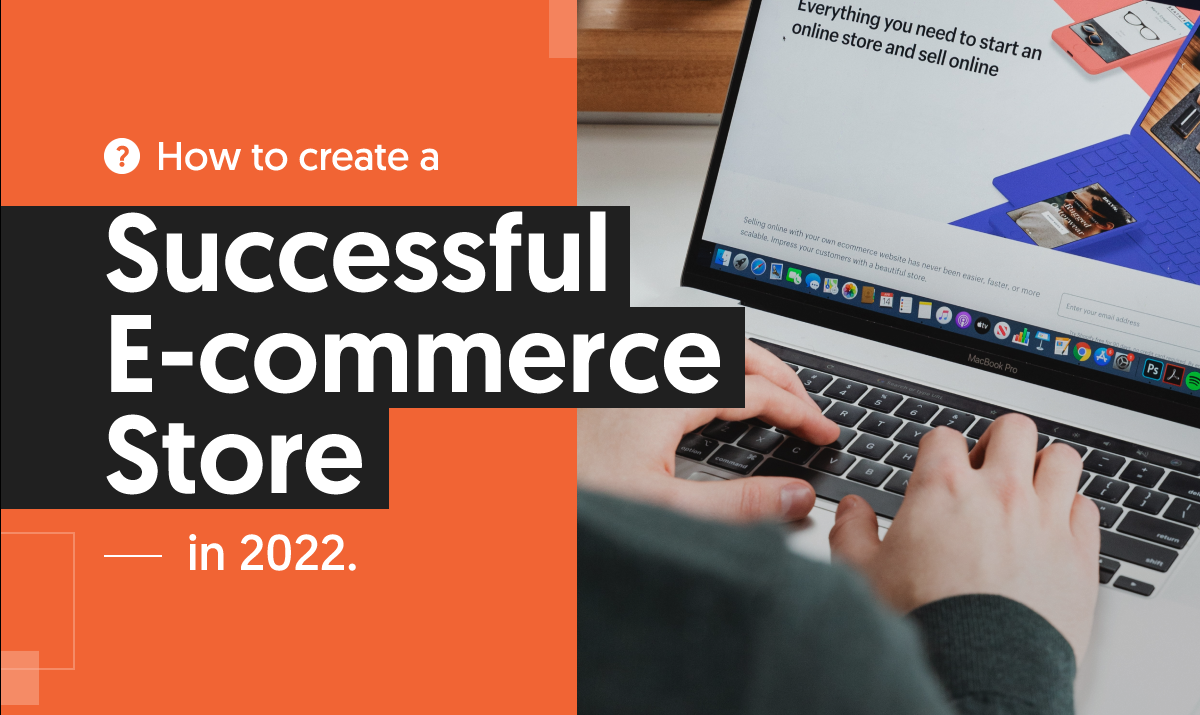 How to create a
Successful
E-commerce
Store
in 2022.
Everything you need to start an
online store and sell online
Selling online with your own ecommerce website has never been easier, faster, or more
scalable. Impress your customers with a beautiful store.
Enter your email address
MacBook Pro